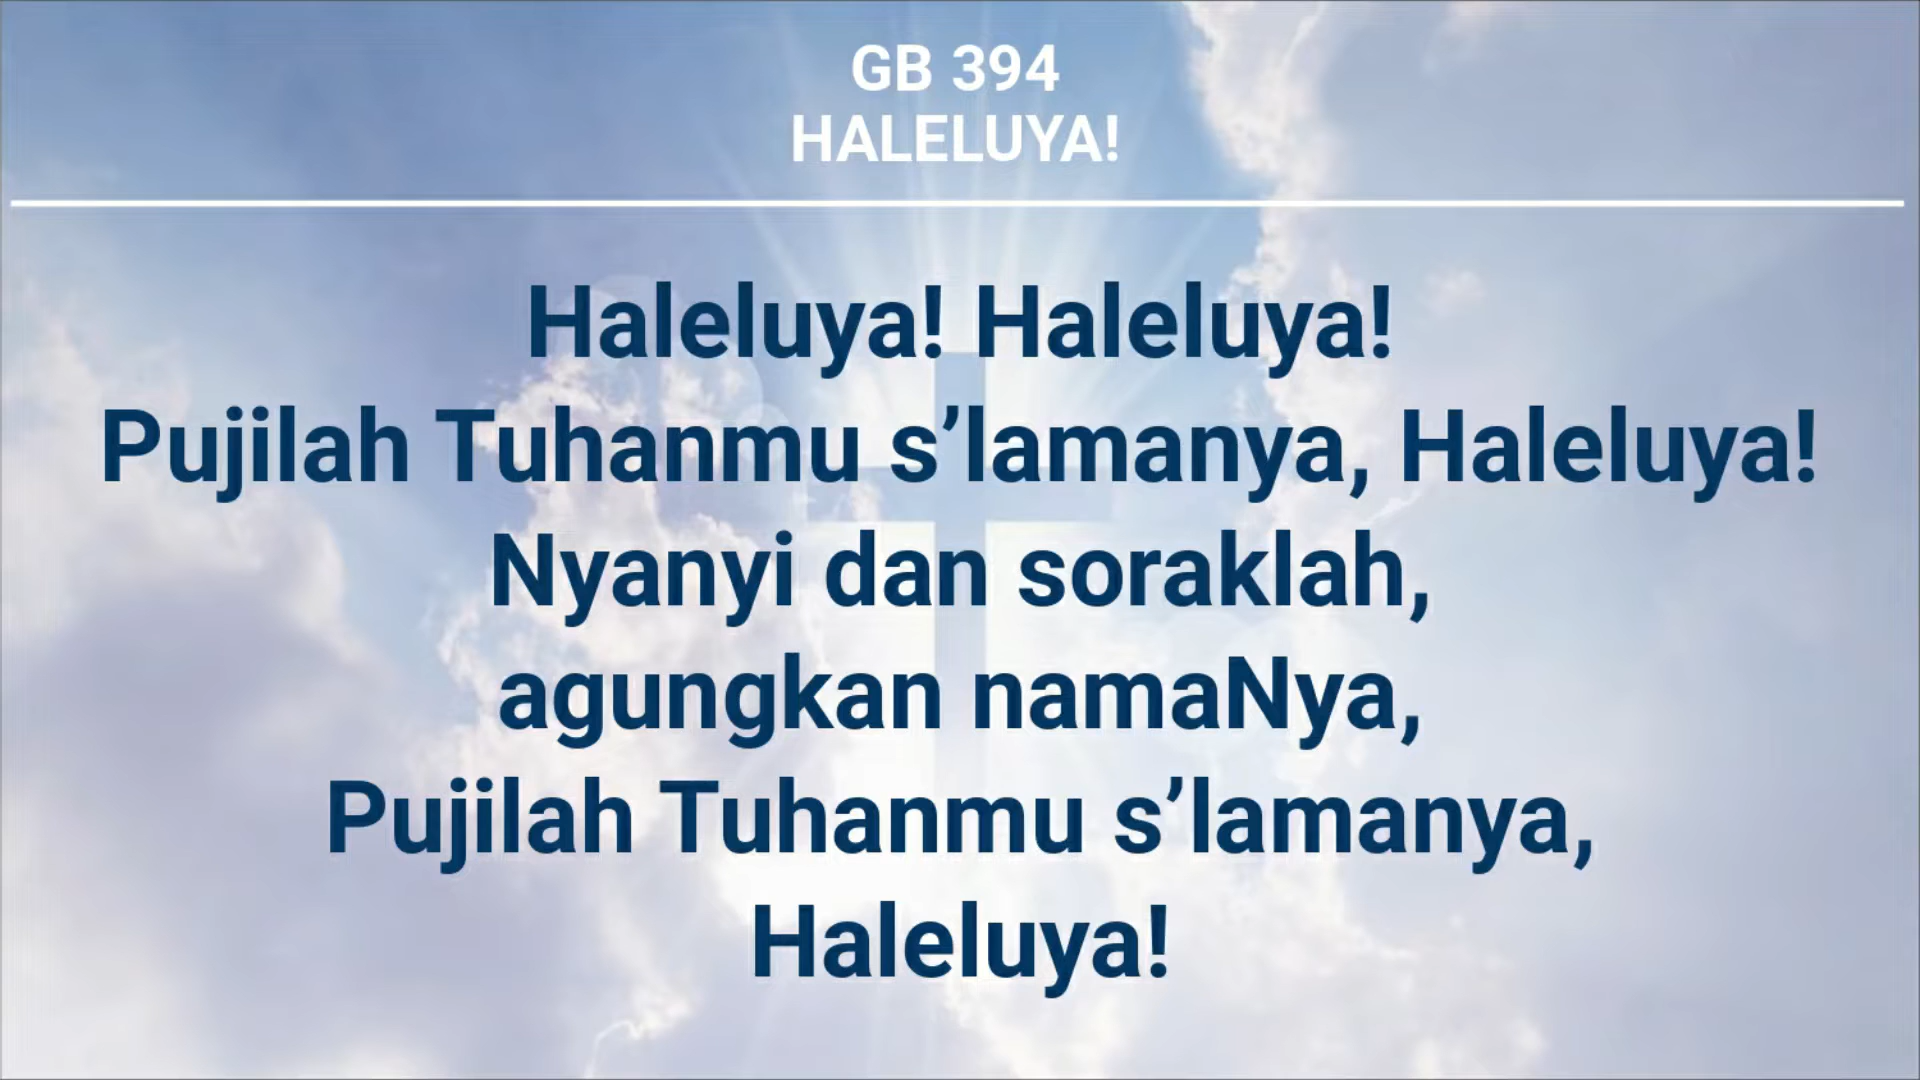 GB 394
HALELUYA!
Haleluya! Haleluya!
Pujilah Tuhanmu s’lamanya, Haleluya!
Nyanyi dan soraklah,
agungkan namaNya,
Pujilah Tuhanmu s’lamanya,
Haleluya!